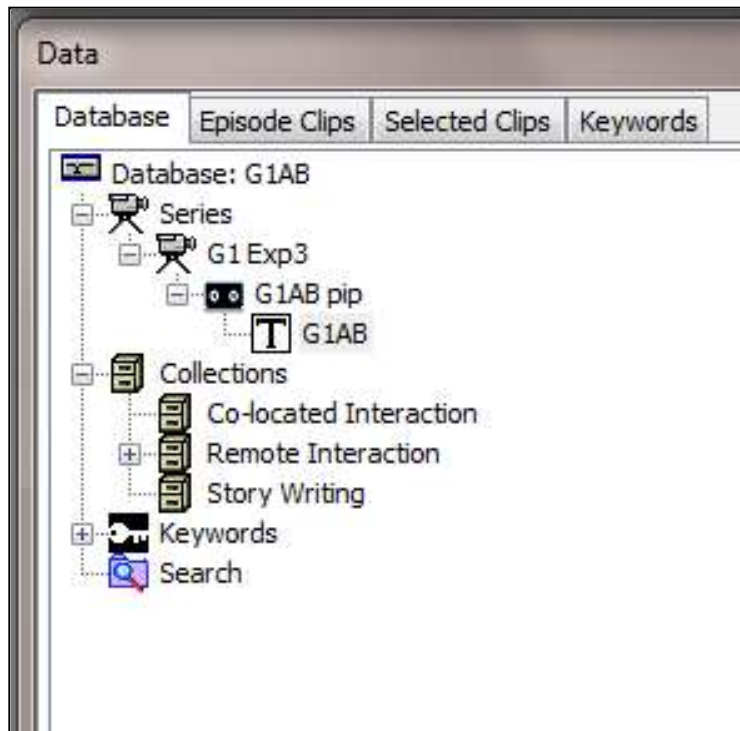 Data
Database Episode Clips Selected Clips Keywords
Database: G1AB
Series
G1 Exp3
G1AB pip
T G1AB
Collections
Co-located Interaction
Remote Interaction
Story Writing
Keywords
Search